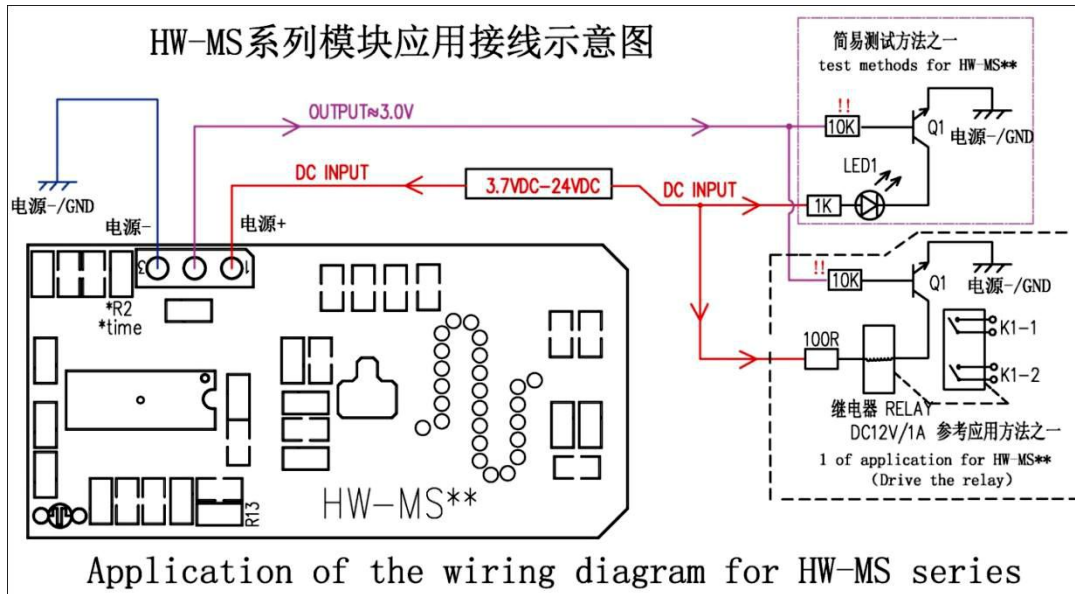 HW-MS系列模块应用接线示意图
简易测试方法之一
test methods for HW-MS**
OUTPUT≈3.0V
!!
10K
Q1
电源-/GND
LED1
DC INPUT
3.7VDC-24VDC
DC INPUT
1K
电源-/GND
电源-
电源+
3
1
*R2
*time
!!
10K
Q1
电源-/GND
100R
K1-1
K1-2
继电器 RELAY
DC12V/1A 参考应用方法之一
1 of application for HW-MS**
(Drive the relay)
HW-MS**
R13
Application of the wiring diagram for HW-MS series